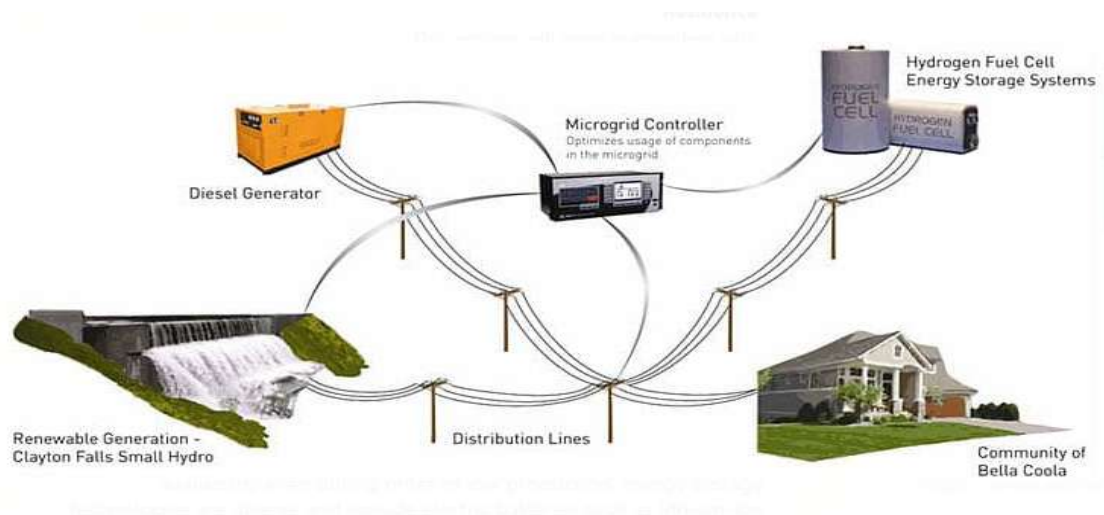 Hydrogen Fuel Cell
Energy Storage Systems
HYDROGEN
FUEL
CELL
HYDROGEN
FUEL CELL
Microgrid Controller
Optimizes usage of components
in the microgrid.
Diesel Generator
Renewable Generation -
Clayton Falls Small Hydro
Distribution Lines
Community of
Bella Coola